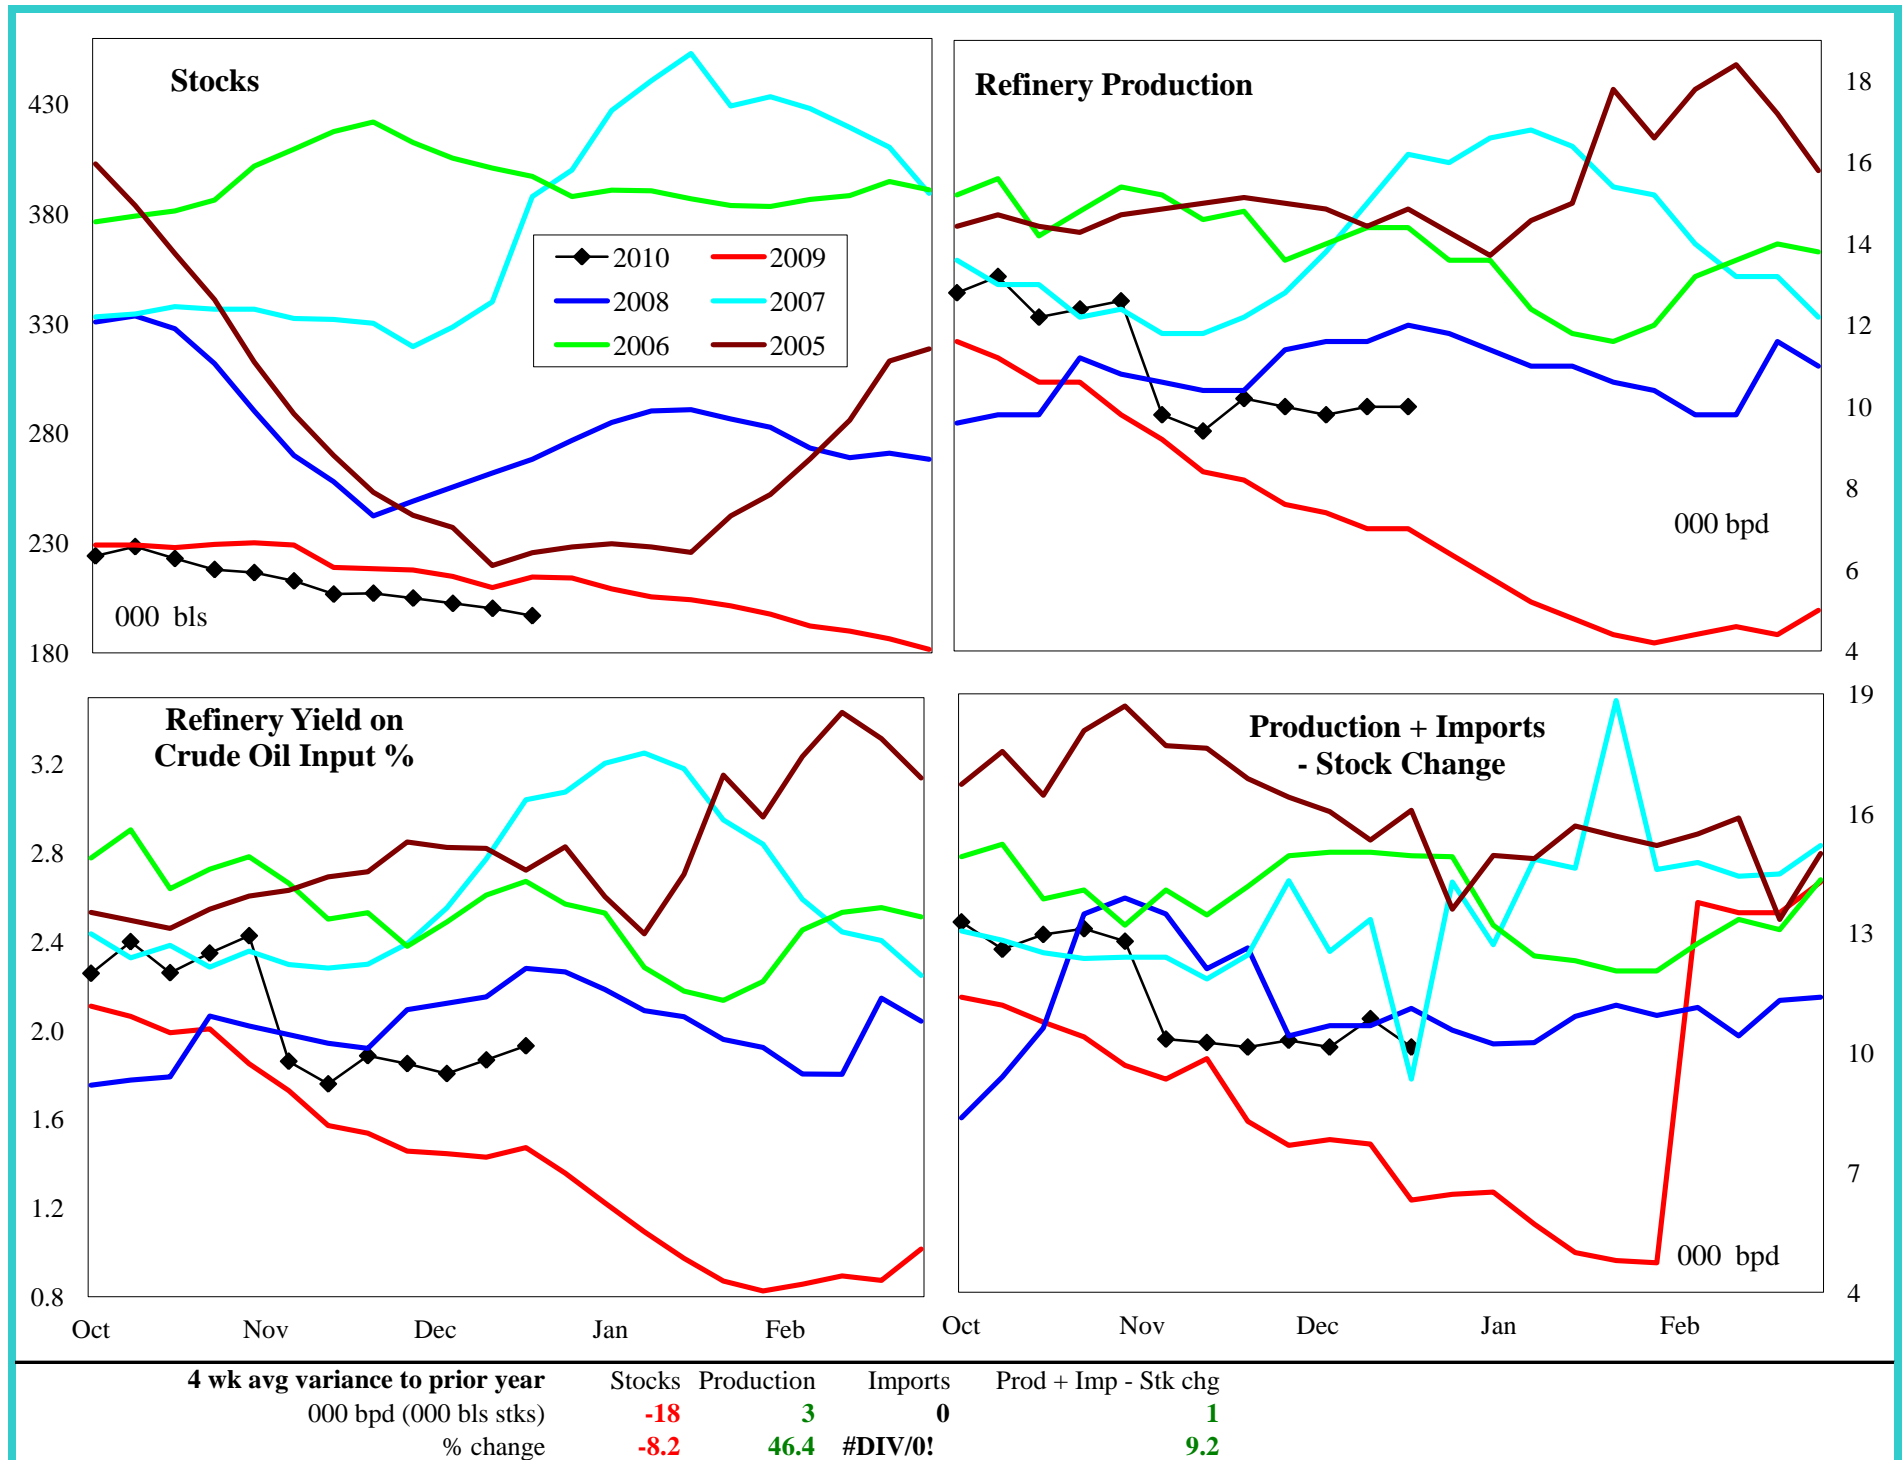 Stocks
430
380
330
280
230
180
000 bls
2010
2009
2008
2007
2006
2005
Refinery Production
18
16
14
12
10
8
6
4
000 bpd
Refinery Yield on
Crude Oil Input %
3.2
2.8
2.4
2.0
1.6
1.2
0.8
Oct Nov Dec Jan Feb
Production + Imports
- Stock Change
19
16
13
10
7
4
000 bpd
Oct Nov Dec Jan Feb
4 wk avg variance to prior year Stocks Production Imports Prod + Imp - Stk chg
000 bpd (000 bls stks) -18 3 0 1
% change -8.2 46.4 #DIV/0! 9.2